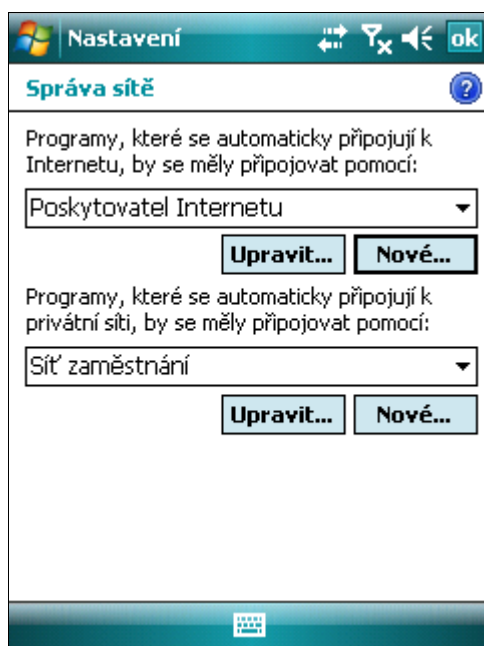 Nastavení
ok
Správa sítě
Programy, které se automaticky připojují k
Internetu, by se měly připojovat pomocí:
Poskytovatel Internetu
Upravit... Nové...
Programy, které se automaticky připojují k
privátní síti, by se měly připojovat pomocí:
Síť zaměstnání
Upravit... Nové...